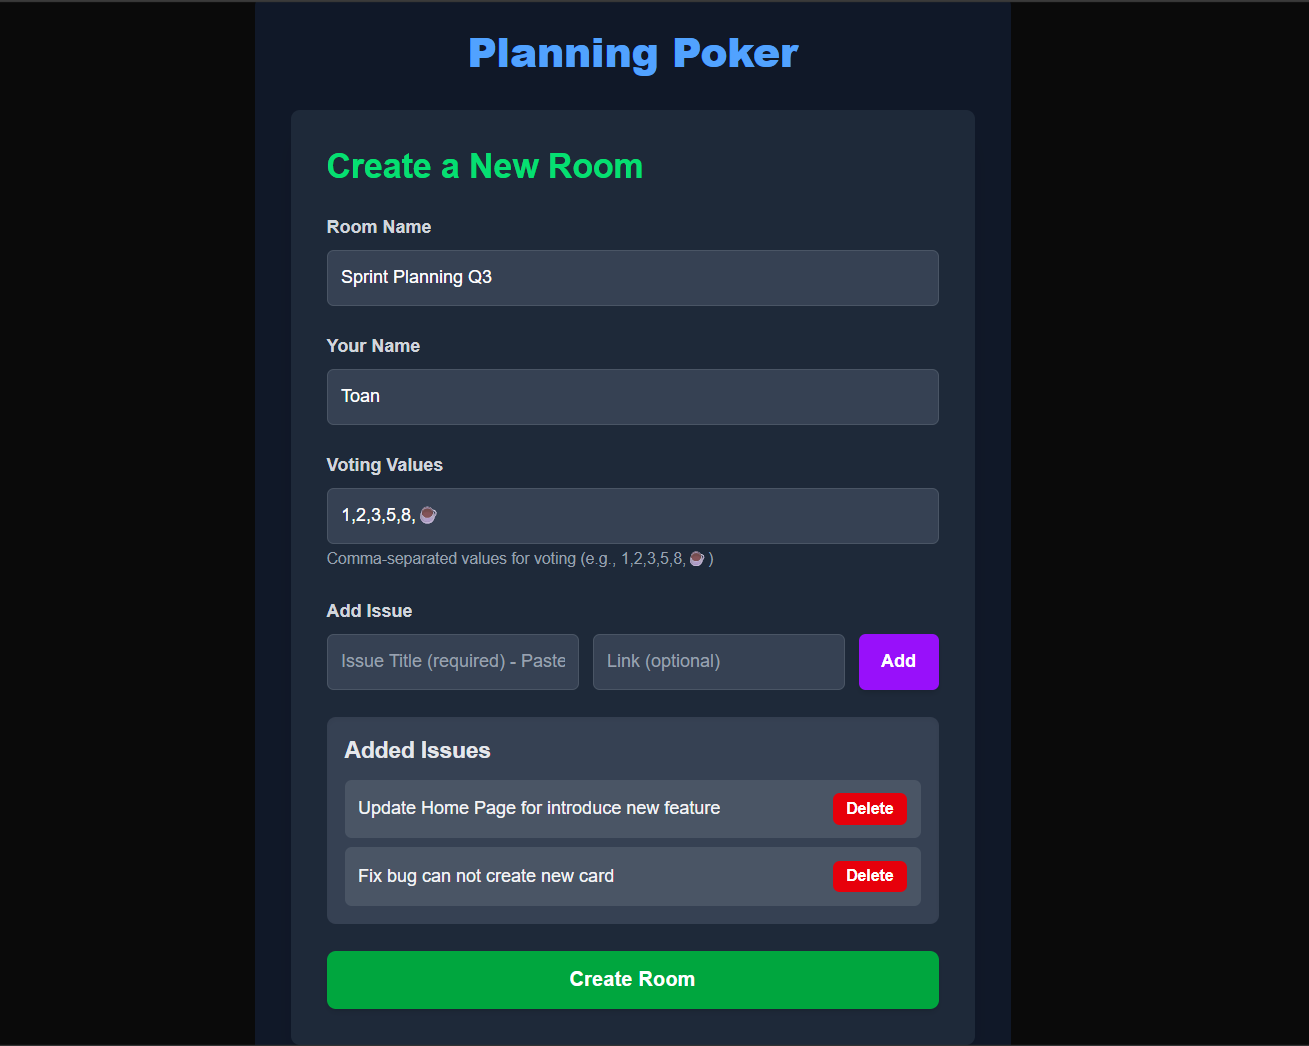 Planning Poker
Create a New Room
Room Name
Sprint Planning Q3
Your Name
Toan
Voting Values
1,2,3,5,8,☕
Comma-separated values for voting (e.g., 1,2,3,5,8,☕)
Add Issue
Issue Title (required) - Paste Link (optional) Add
Added Issues
Update Home Page for introduce new feature Delete
Fix bug can not create new card Delete
Create Room